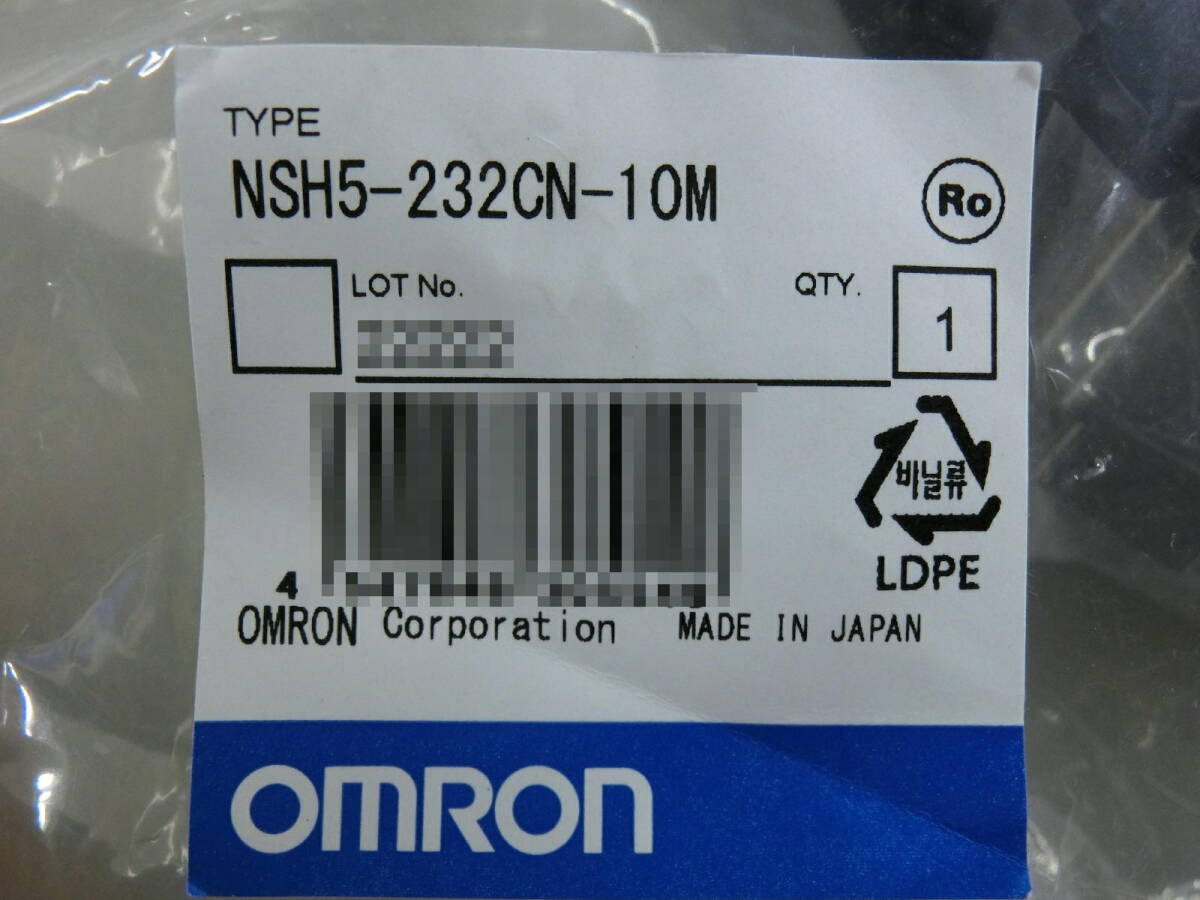 TYPE
NSH5-232CN-10M
Ro
LOT No.
QTY.
1
비닐류
LDPE
4
OMRON Corporation MADE IN JAPAN
OMRON